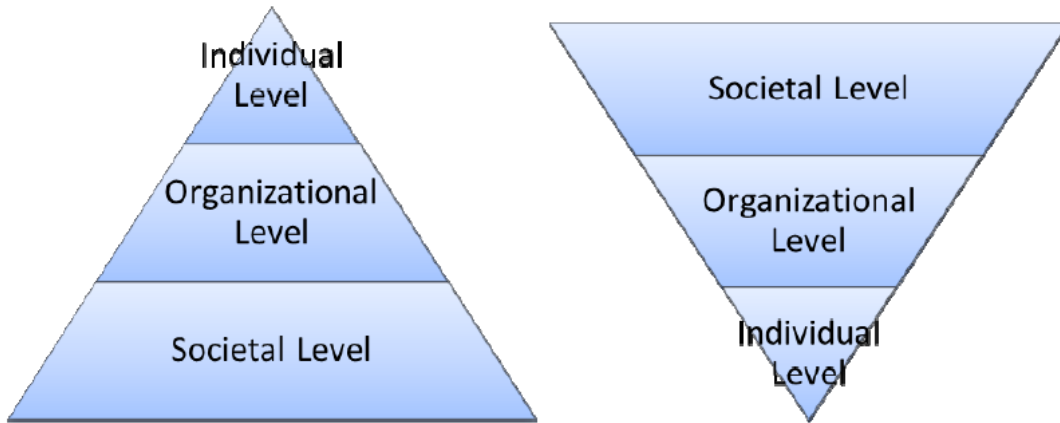 Individual
Level
Organizational
Level
Societal Level
Societal Level
Organizational
Level
Individual
Level